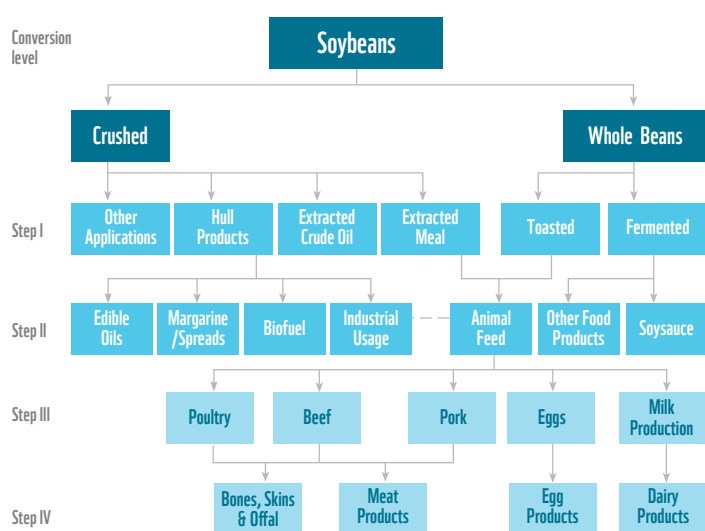 Conversion
level
Soybeans
Crushed
Whole Beans
Step I
Other
Applications
Hull
Products
Extracted
Crude Oil
Extracted
Meal
Toasted
Fermented
Step II
Edible
Oils
Margarine
/Spreads
Biofuel
Industrial
Usage
Animal
Feed
Other Food
Products
Soysauce
Step III
Poultry
Beef
Pork
Eggs
Milk
Production
Step IV
Bones, Skins
& Offal
Meat
Products
Egg
Products
Dairy
Products